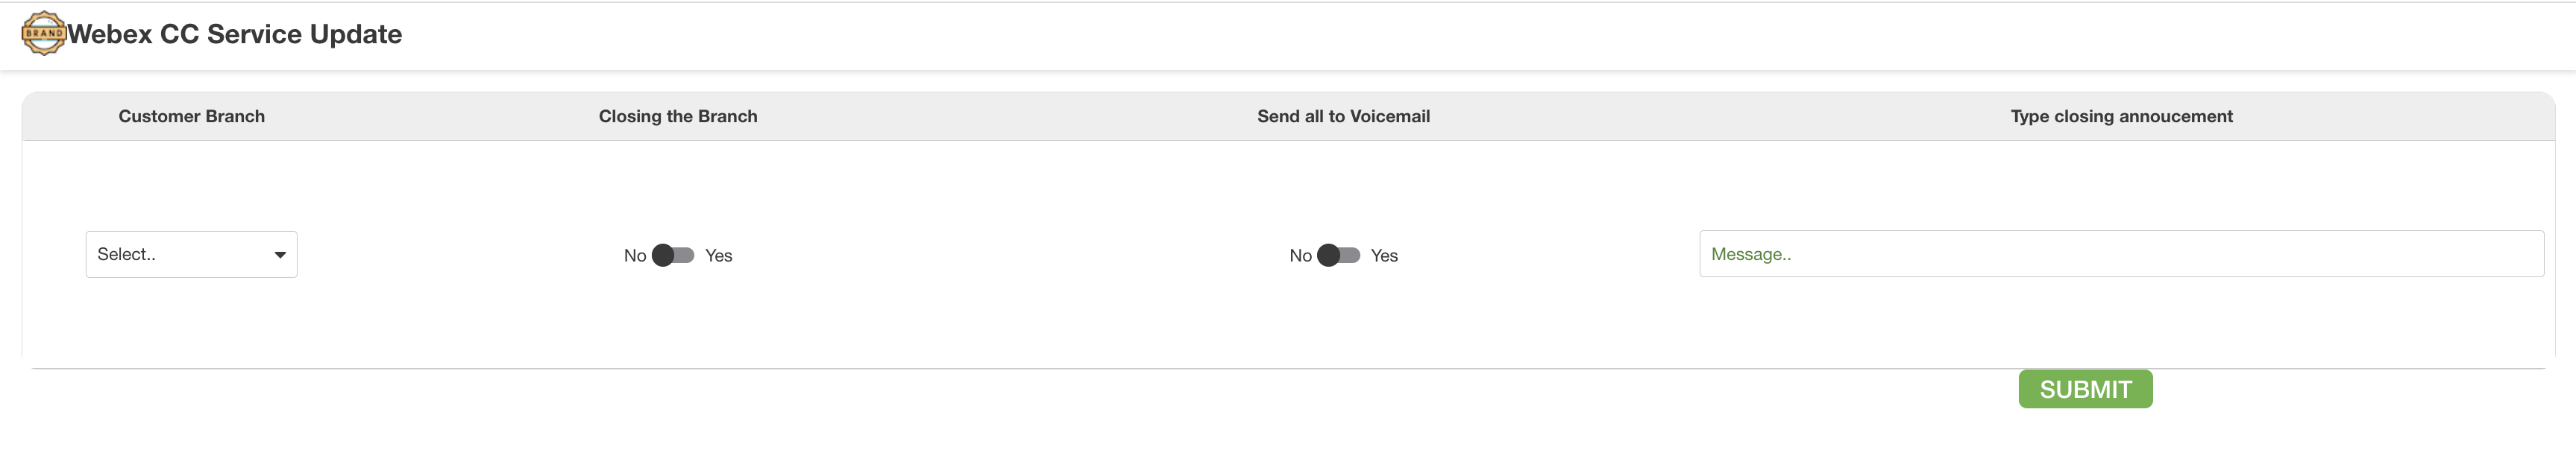 BRAND
Webex CC Service Update
Customer Branch Closing the Branch Send all to Voicemail Type closing annoucement
Select.. No Yes No Yes Message..
SUBMIT